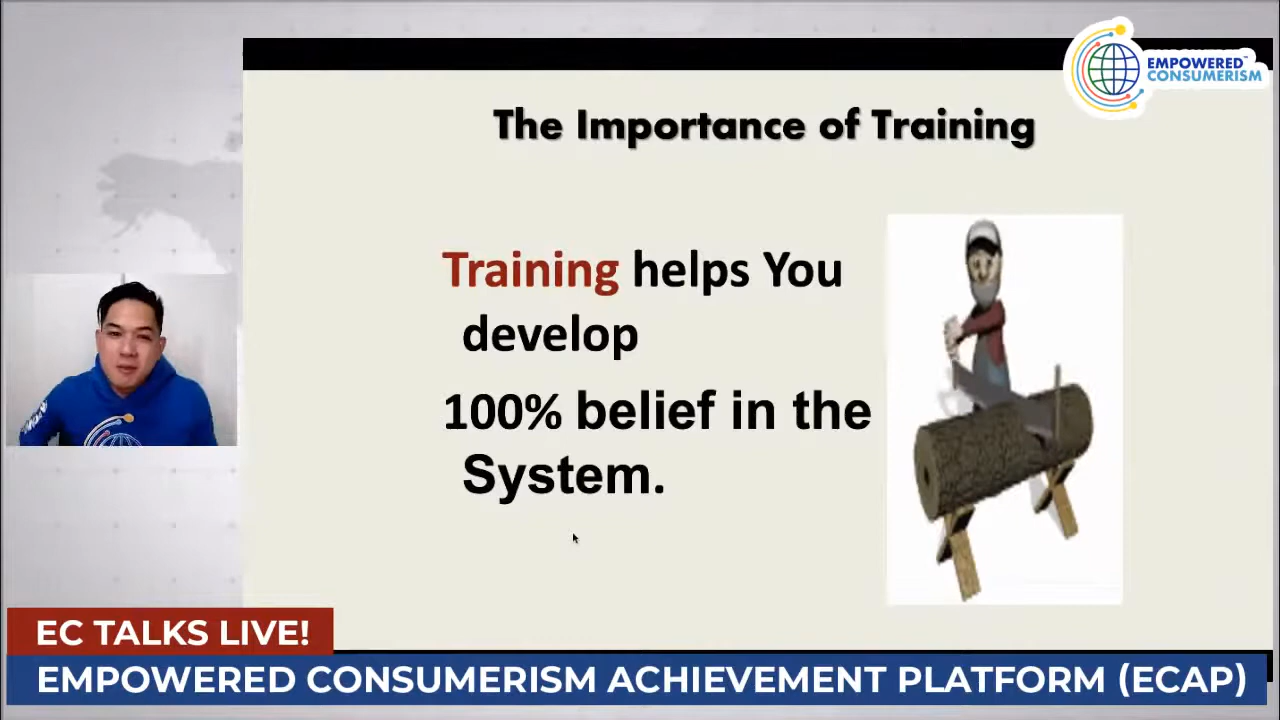 EMPOWERED™
CONSUMERISM
The Importance of Training
Training helps You
develop
100% belief in the
System.
EC TALKS LIVE!
EMPOWERED CONSUMERISM ACHIEVEMENT PLATFORM (ECAP)